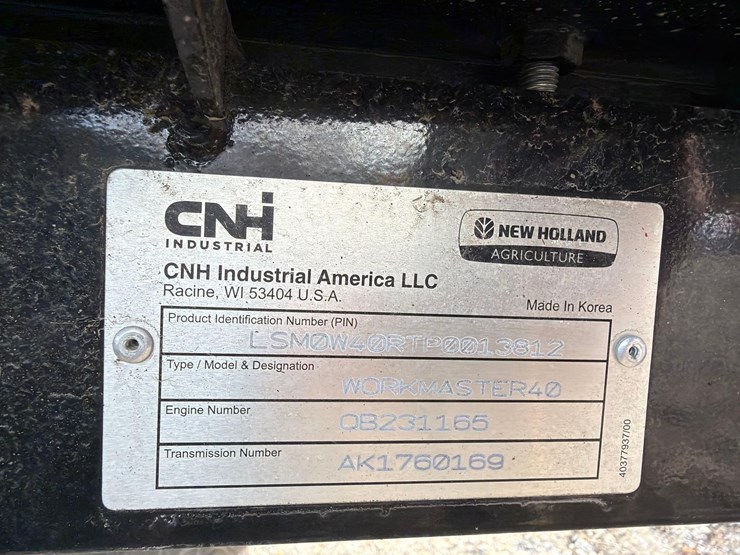 CNH
INDUSTRIAL
NEW HOLLAND
AGRICULTURE
CNH Industrial America LLC
Racine, WI 53404 U.S.A.
Made In Korea
Product Identification Number (PIN)
LSM0W40RTP0013812
Type / Model & Designation
WORKMASTER40
Engine Number
QB231165
Transmission Number
AK1760169
40377937/00